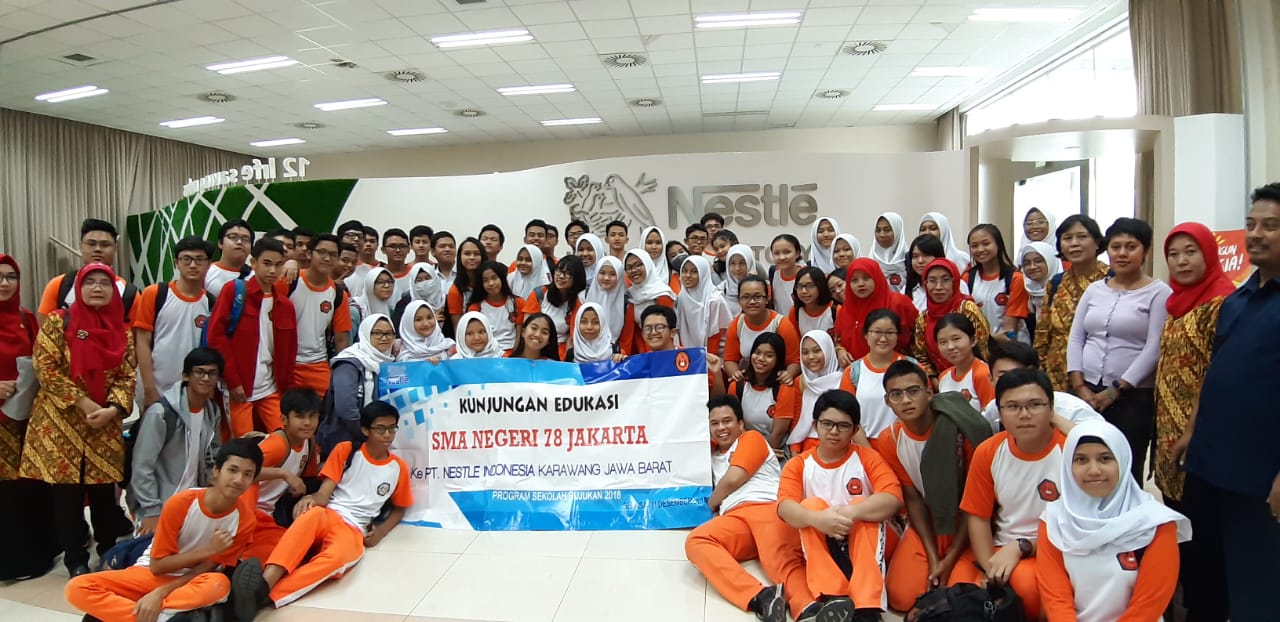 12 life
Nestlē
KUNJUNGAN EDUKASI
SMA NEGERI 78 JAKARTA
Ke PT. NESTLE INDONESIA KARAWANG JAWA BARAT
PROGRAM SEKOLAH RUJUKAN 2018